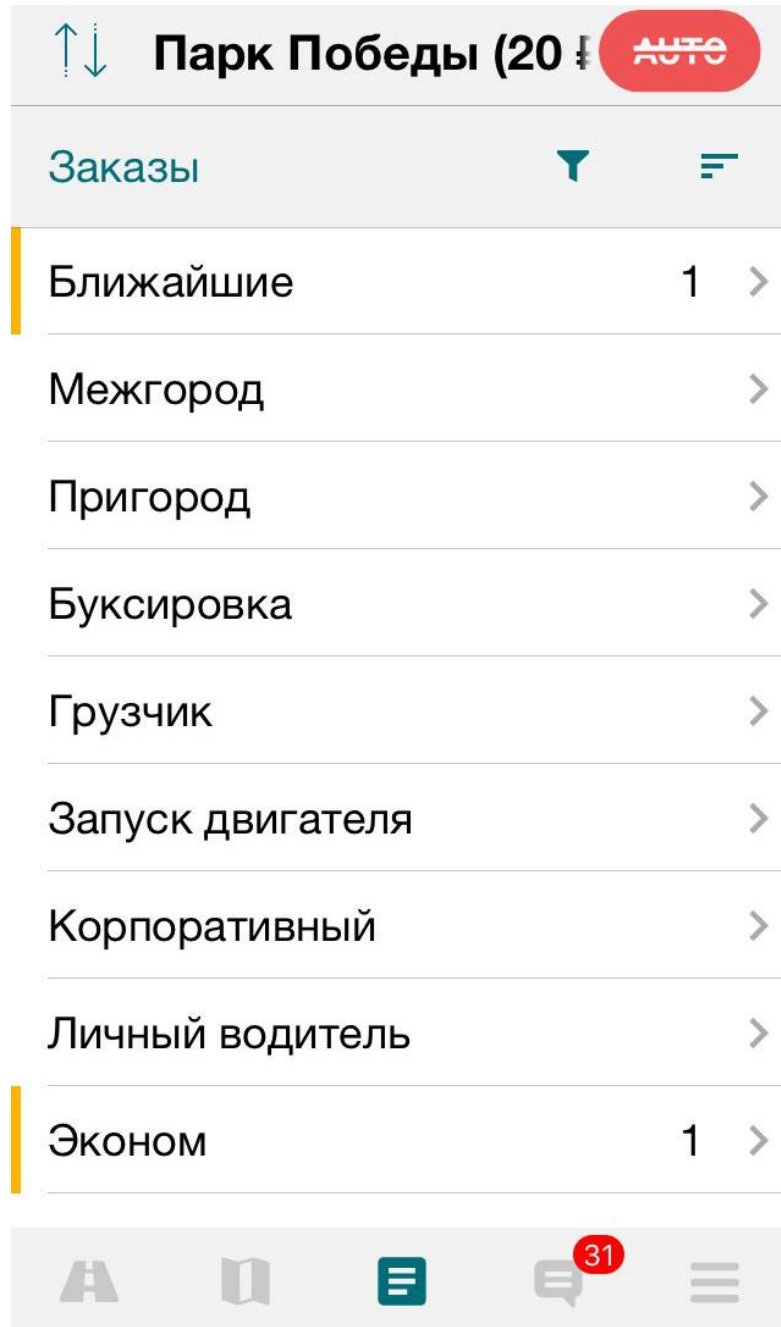 Парк Победы (20 ₽ AUTO
Заказы
Ближайшие 1
Межгород
Пригород
Буксировка
Грузчик
Запуск двигателя
Корпоративный
Личный водитель
Эконом 1
31